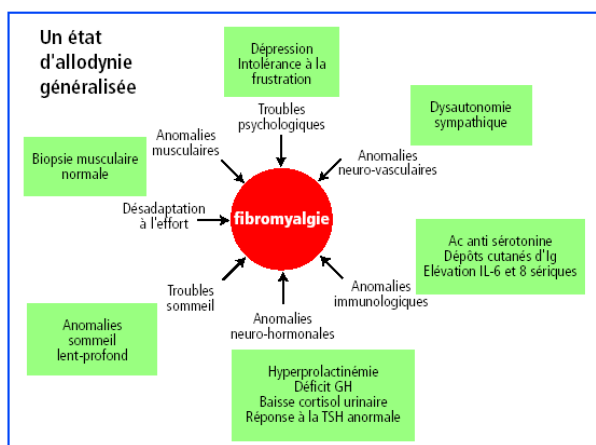 Un état
d'allodynie
généralisée
Dépression
Intolérance à la
frustration
Troubles
psychologiques
Dysautonomie
sympathique
Anomalies
musculaires
Anomalies
neuro-vasculaires
Biopsie musculaire
normale
Désadaptation
à l'effort
fibromyalgie
Ac anti sérotonine
Dépôts cutanés d'Ig
Elévation IL-6 et 8 sériques
Troubles
sommeil
Anomalies
immunologiques
Anomalies
neuro-hormonales
Anomalies
sommeil
lent-profond
Hyperprolactinémie
Déficit GH
Baisse cortisol urinaire
Réponse à la TSH anormale